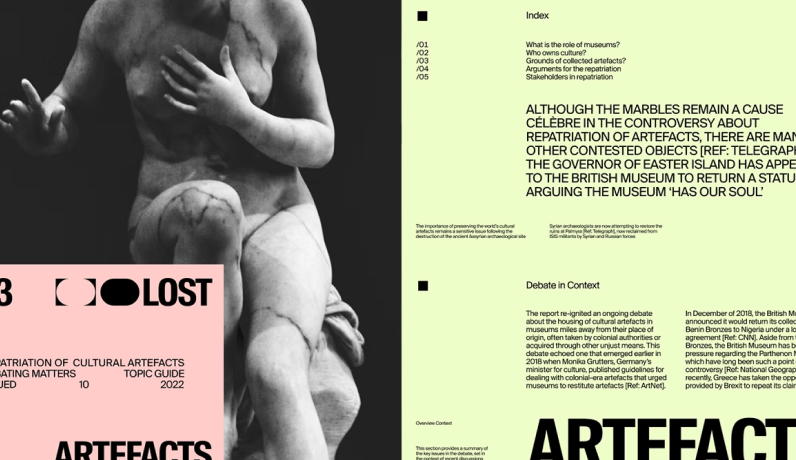 3 LOST
PATRIATION OF CULTURAL ARTEFACTS
ATING MATTERS TOPIC GUIDE
UED 10 2022
ARTEFACTS
Index
/01 What is the role of museums?
/02 Who owns culture?
/03 Grounds of collected artefacts?
/04 Arguments for the repatriation
/05 Stakeholders in repatriation
ALTHOUGH THE MARBLES REMAIN A CAUSE
CÉLÈBRE IN THE CONTROVERSY ABOUT
REPATRIATION OF ARTEFACTS, THERE ARE MAN
OTHER CONTESTED OBJECTS [REF: TELEGRAPH
THE GOVERNOR OF EASTER ISLAND HAS APPE
TO THE BRITISH MUSEUM TO RETURN A STATU
ARGUING THE MUSEUM ‘HAS OUR SOUL’
The importance of preserving the world's cultural
artefacts remains a sensitive issue following the
destruction of the ancient Assyrian archaeological site
Syrian archaeologists are now attempting to restore the
ruins at Palmyra [Ref: Telegraph], now reclaimed from
ISIS militants by Syrian and Russian forces
Debate in Context
The report re-ignited an ongoing debate
about the housing of cultural artefacts in
museums miles away from their place of
origin, often taken by colonial authorities or
acquired through other unjust means. This
debate echoed one that emerged earlier in
2018 when Monika Grutters, Germany's
minister for culture, published guidelines for
dealing with colonial-era artefacts that urged
museums to restitute artefacts [Ref: ArtNet].
In December of 2018, the British Mu
announced it would return its collec
Benin Bronzes to Nigeria under a lo
agreement [Ref: CNN]. Aside from t
Bronzes, the British Museum has b
pressure regarding the Parthenon M
which have long been such a point o
controversy [Ref: National Geograp
recently, Greece has taken the oppo
provided by Brexit to repeat its claim
Overview Context
This section provides a summary of
the key issues in the debate, set in
the context of recent discussions
ARTEFACT